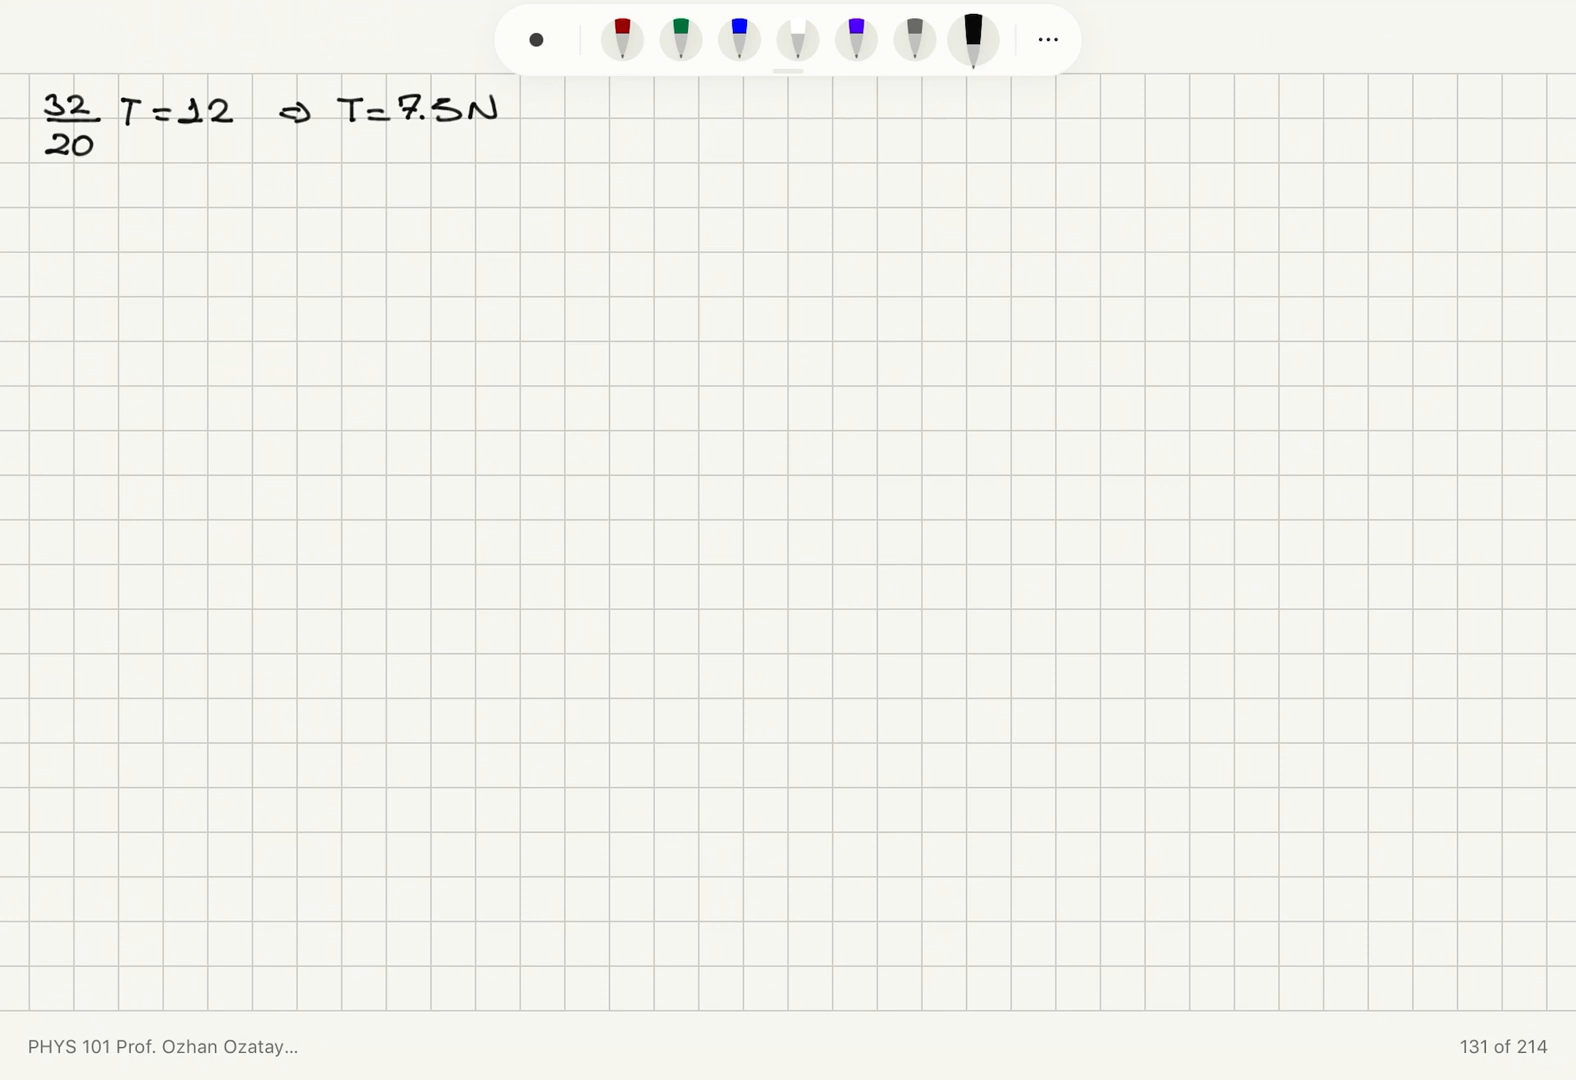 32/20 T = 12 ⇒ T = 7.5N
PHYS 101 Prof. Ozhan Ozatay...
131 of 214